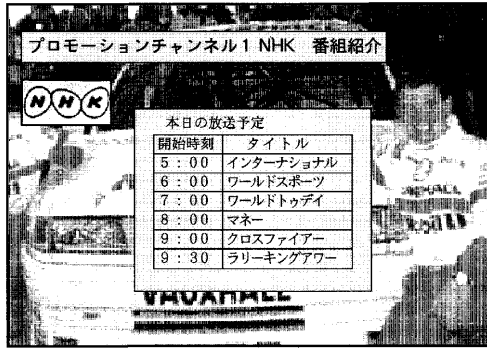 プロモーションチャンネル1 NHK 番組紹介
NHK
本日の放送予定
開始時刻 タイトル
5:00 インターナショナル
6:00 ワールドスポーツ
7:00 ワールドトゥデイ
8:00 マネー
9:00 クロスファイアー
9:30 ラリーキングアワー
VAUXHALL